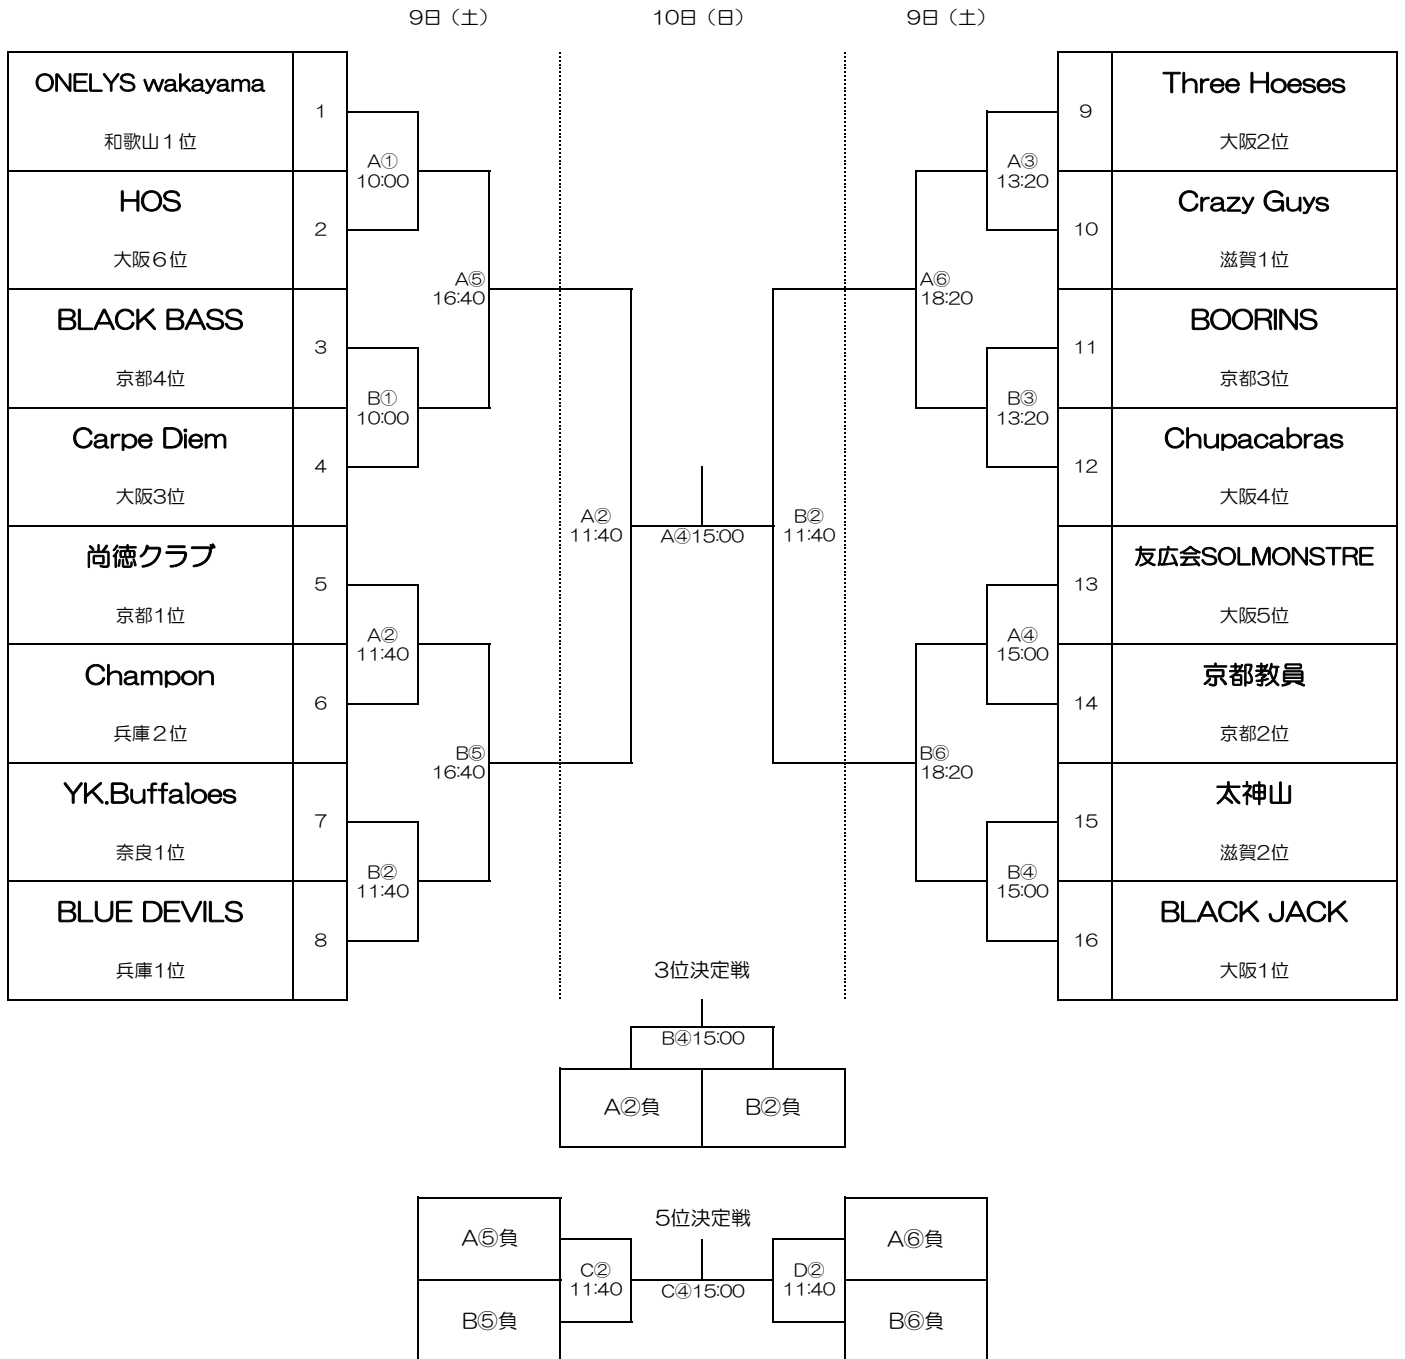 9日（土）
10日（日）
9日（土）
ONELYS wakayama
1
和歌山１位
A①
10:00
HOS
2
大阪６位
A⑤
16:40
BLACK BASS
3
京都4位
B①
10:00
Carpe Diem
4
大阪3位
A②
11:40
尚徳クラブ
5
京都1位
A②
11:40
Champon
6
兵庫２位
B⑤
16:40
YK.Buffaloes
7
奈良1位
B②
11:40
BLUE DEVILS
8
兵庫1位
A④15:00
Three Hoeses
9
大阪2位
A③
13:20
Crazy Guys
10
滋賀1位
A⑥
18:20
BOORINS
11
京都3位
B③
13:20
Chupacabras
12
大阪4位
B②
11:40
友広会SOLMONSTRE
13
大阪5位
A④
15:00
京都教員
14
京都2位
B⑥
18:20
太神山
15
滋賀2位
B④
15:00
BLACK JACK
16
大阪1位
3位決定戦
B④15:00
A②負
B②負
5位決定戦
A⑤負
A⑥負
C②
11:40
C④15:00
D②
11:40
B⑤負
B⑥負